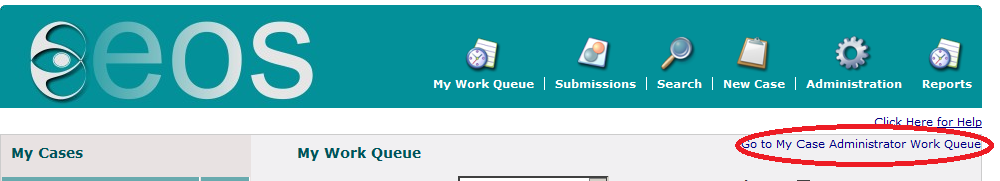 eos
My Work Queue | Submissions | Search | New Case | Administration | Reports
Click Here for Help
My Cases
My Work Queue
Go to My Case Administrator Work Queue